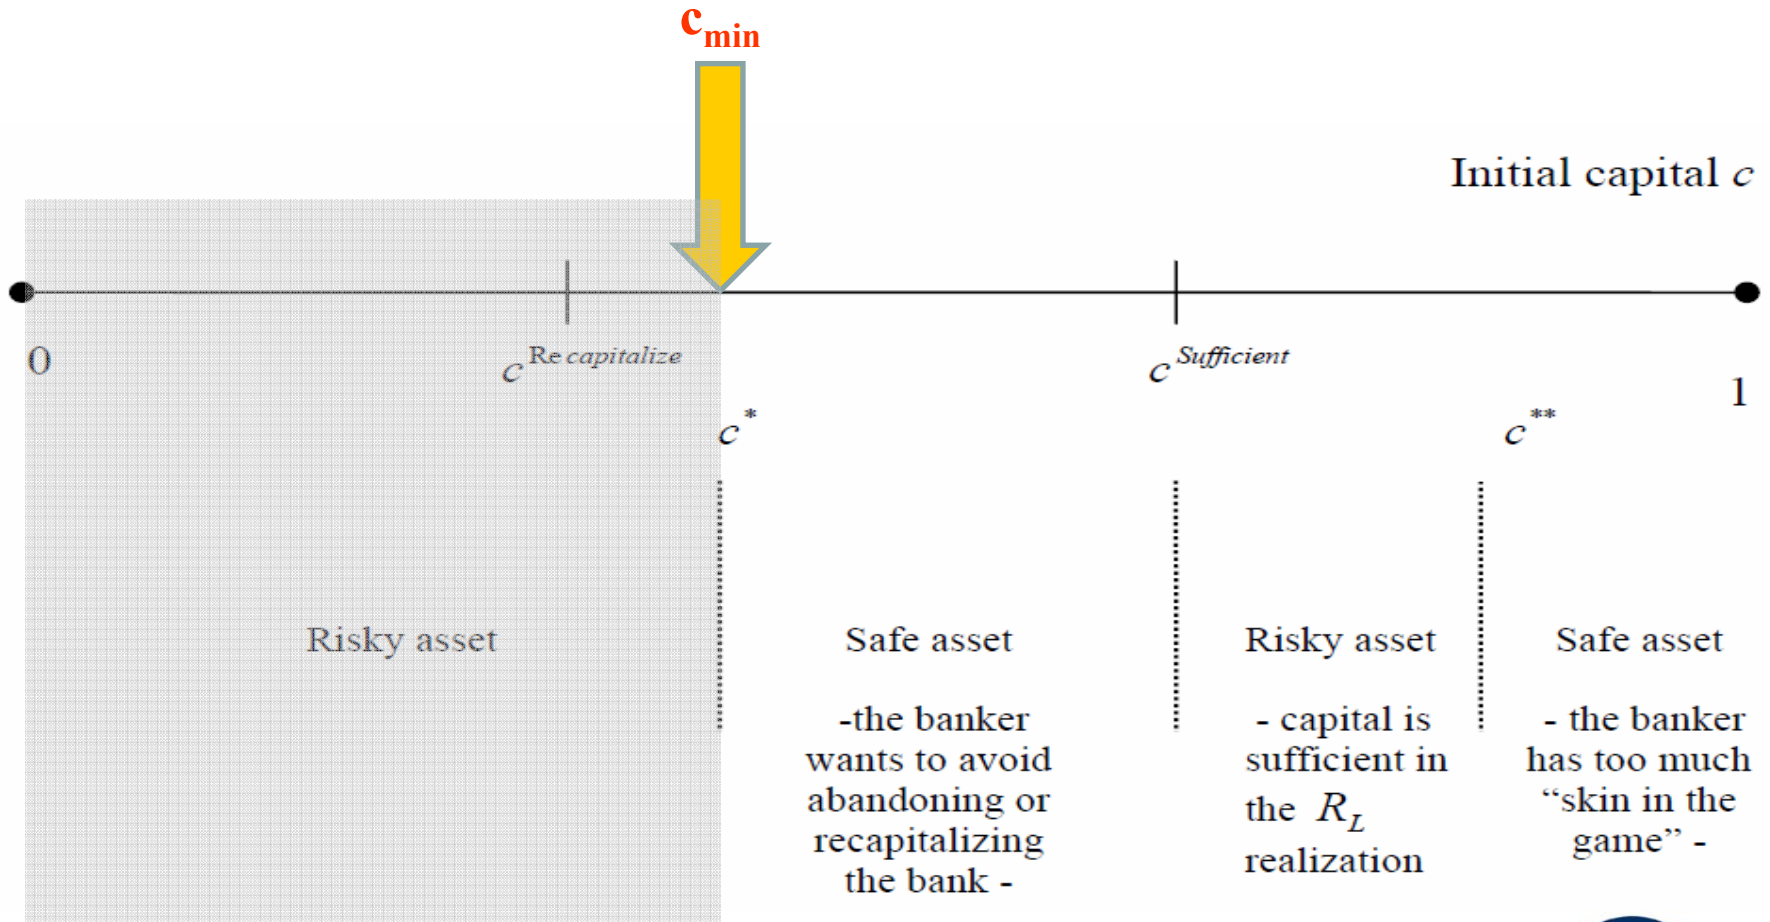 c_min
Initial capital c
0
c^Re capitalize
c^Sufficient
1
c^*
c^**
Risky asset
Safe asset
-the banker
wants to avoid
abandoning or
recapitalizing
the bank -
Risky asset
- capital is
sufficient in
the R_L
realization
Safe asset
- the banker
has too much
“skin in the
game” -